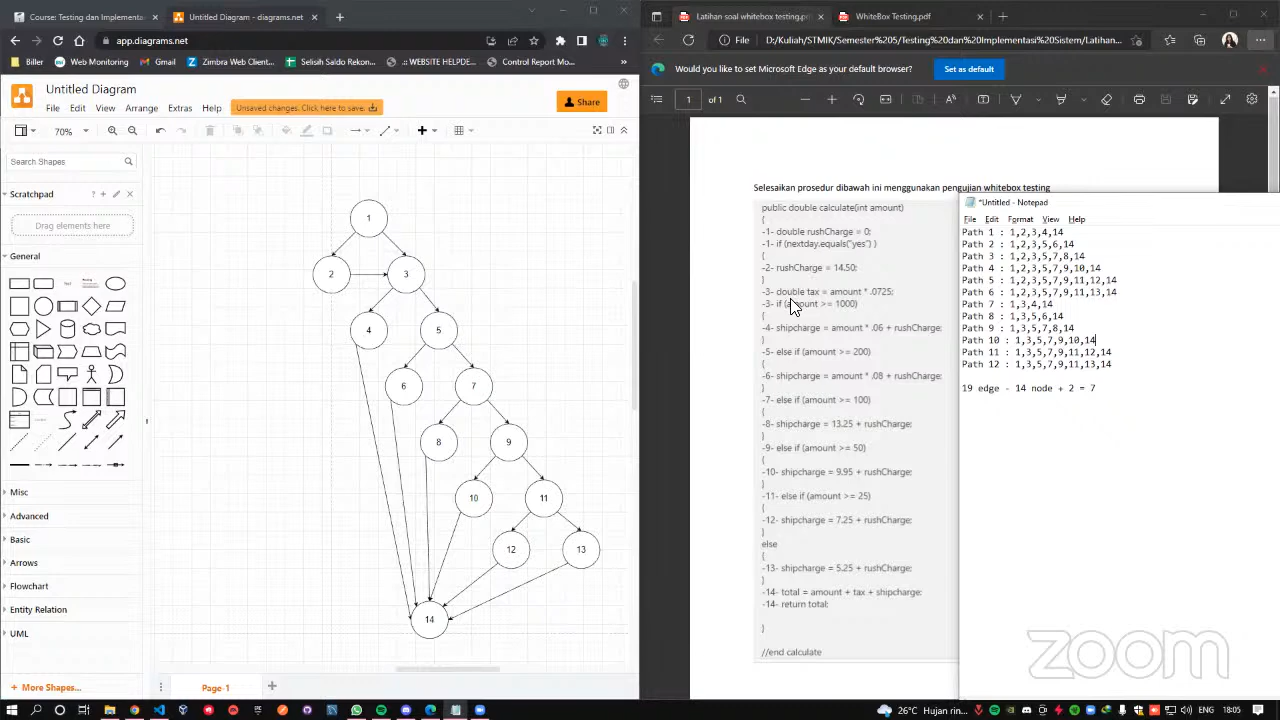 Course: Testing dan Implementa
Untitled Diagram - diagrams.net
app.diagrams.net
Biller
Web Monitoring
Gmail
Zimbra Web Client...
Selisih Saldo Rekon...
.:: WEBSITE HELPDE...
Control Report Mo...
Untitled Diagram
File Edit View Arrange Extras Help
Unsaved changes. Click here to save.
Share
70%
Search Shapes
Scratchpad
Drag elements here
General
Misc
Advanced
Basic
Arrows
Flowchart
Entity Relation
UML
+ More Shapes...
Page-1
1
2
3
4
5
6
7
8
9
10
11
12
13
14
Latihan soal whitebox testing.pdf
WhiteBox Testing.pdf
File D:/Kuliah/STMIK/Semester%205/Testing%20dan%20Implementasi%20Sistem/Latihan...
Would you like to set Microsoft Edge as your default browser?
Set as default
1 of 1
Selesaikan prosedur dibawah ini menggunakan pengujian whitebox testing
public double calculate(int amount)
{
-1- double rushCharge = 0;
-1- if (nextday.equals("yes") )
{
-2- rushCharge = 14.50;
}
-3- double tax = amount * .0725;
-3- if (amount >= 1000)
{
-4- shipcharge = amount * .06 + rushCharge;
}
-5- else if (amount >= 200)
{
-6- shipcharge = amount * .08 + rushCharge;
}
-7- else if (amount >= 100)
{
-8- shipcharge = 13.25 + rushCharge;
}
-9- else if (amount >= 50)
{
-10- shipcharge = 9.95 + rushCharge;
}
-11- else if (amount >= 25)
{
-12- shipcharge = 7.25 + rushCharge;
}
else
{
-13- shipcharge = 5.25 + rushCharge;
}
-14- total = amount + tax + shipcharge;
-14- return total;
}
//end calculate
*Untitled - Notepad
File Edit Format View Help
Path 1 : 1,2,3,4,14
Path 2 : 1,2,3,5,6,14
Path 3 : 1,2,3,5,7,8,14
Path 4 : 1,2,3,5,7,9,10,14
Path 5 : 1,2,3,5,7,9,11,12,14
Path 6 : 1,2,3,5,7,9,11,13,14
Path 7 : 1,3,4,14
Path 8 : 1,3,5,6,14
Path 9 : 1,3,5,7,8,14
Path 10 : 1,3,5,7,9,10,14
Path 11 : 1,3,5,7,9,11,12,14
Path 12 : 1,3,5,7,9,11,13,14
19 edge - 14 node + 2 = 7
zoom
26°C Hujan rin...
ENG
18:05